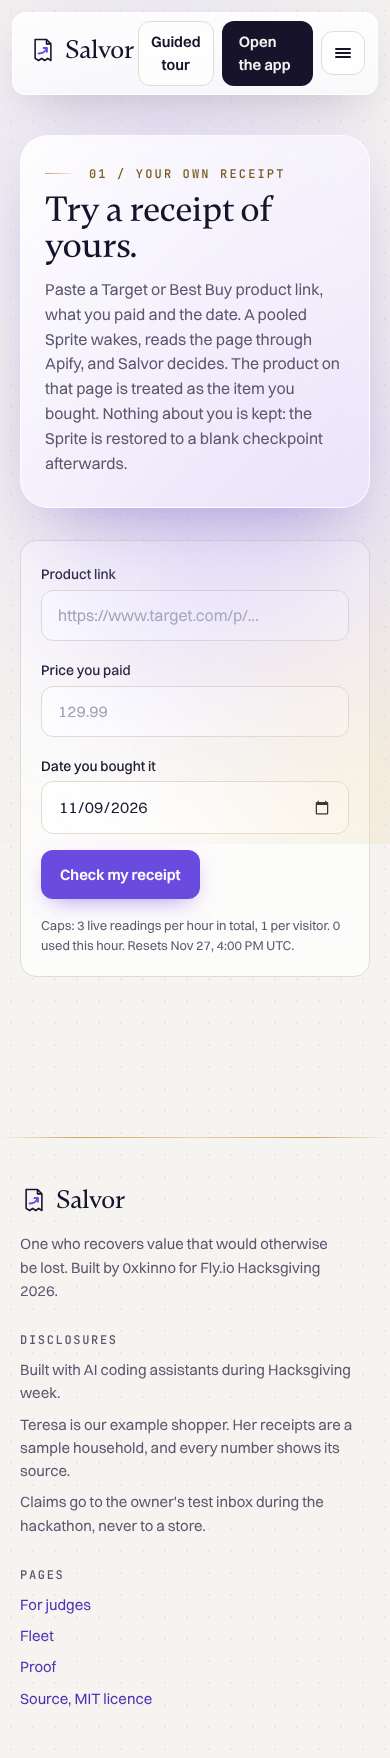 Salvor
Guided
tour
Open
the app
01 / YOUR OWN RECEIPT
Try a receipt of
yours.
Paste a Target or Best Buy product link,
what you paid and the date. A pooled
Sprite wakes, reads the page through
Apify, and Salvor decides. The product on
that page is treated as the item you
bought. Nothing about you is kept: the
Sprite is restored to a blank checkpoint
afterwards.
Product link
https://www.target.com/p/...
Price you paid
129.99
Date you bought it
11/09/2026
Check my receipt
Caps: 3 live readings per hour in total, 1 per visitor. 0
used this hour. Resets Nov 27, 4:00 PM UTC.
Salvor
One who recovers value that would otherwise
be lost. Built by 0xkinno for Fly.io Hacksgiving
2026.
DISCLOSURES
Built with AI coding assistants during Hacksgiving
week.
Teresa is our example shopper. Her receipts are a
sample household, and every number shows its
source.
Claims go to the owner's test inbox during the
hackathon, never to a store.
PAGES
For judges
Fleet
Proof
Source, MIT licence